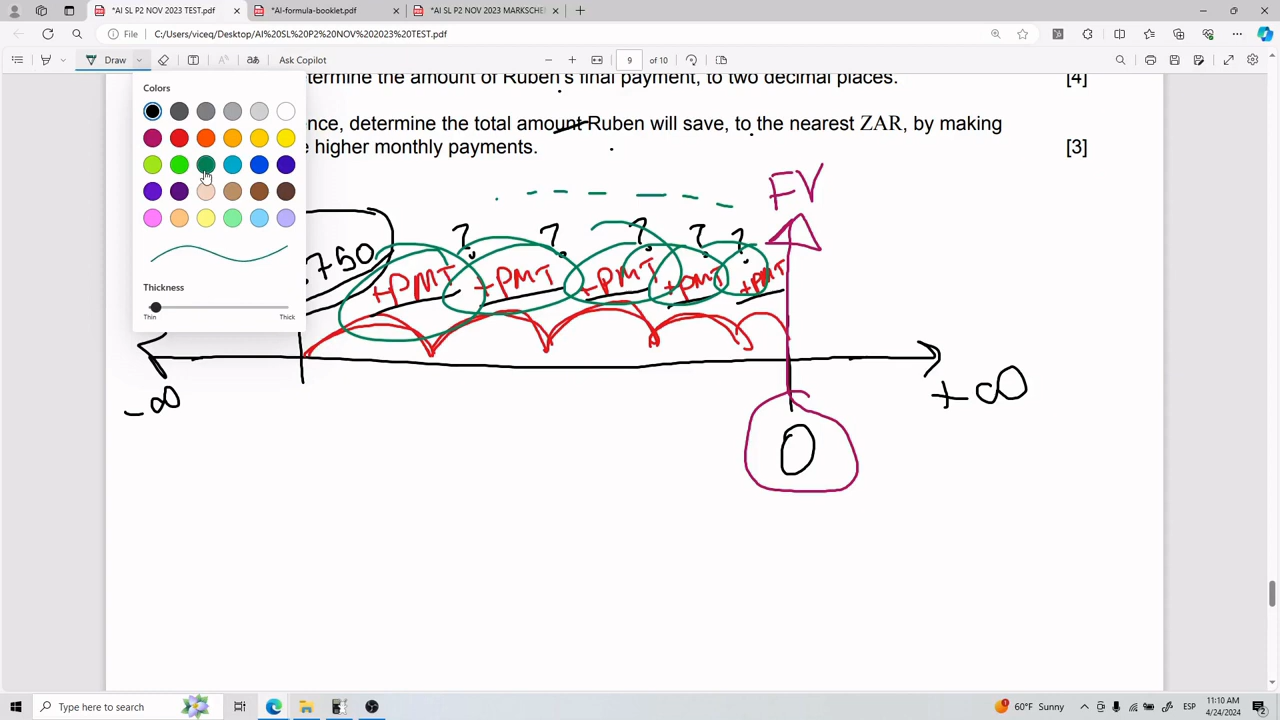 *AI SL P2 NOV 2023 TEST.pdf
*AI-formula-booklet.pdf
*AI SL P2 NOV 2023 MARKSCHE
File
C:/Users/viceq/Desktop/AI%20SL%20P2%20NOV%202023%20TEST.pdf
Draw
Ask Copilot
9 of 10
Colors
Thickness
Thin
Thick
termine the amount of Ruben's final payment, to two decimal places. [4]
nce, determine the total amount Ruben will save, to the nearest ZAR, by making
higher monthly payments. [3]
FV
? ? ? ? ?
.750
+PMT +PMT +PMT +PMT +PMT
-∞
+∞
0
Type here to search
60°F Sunny
ESP
11:10 AM
4/24/2024